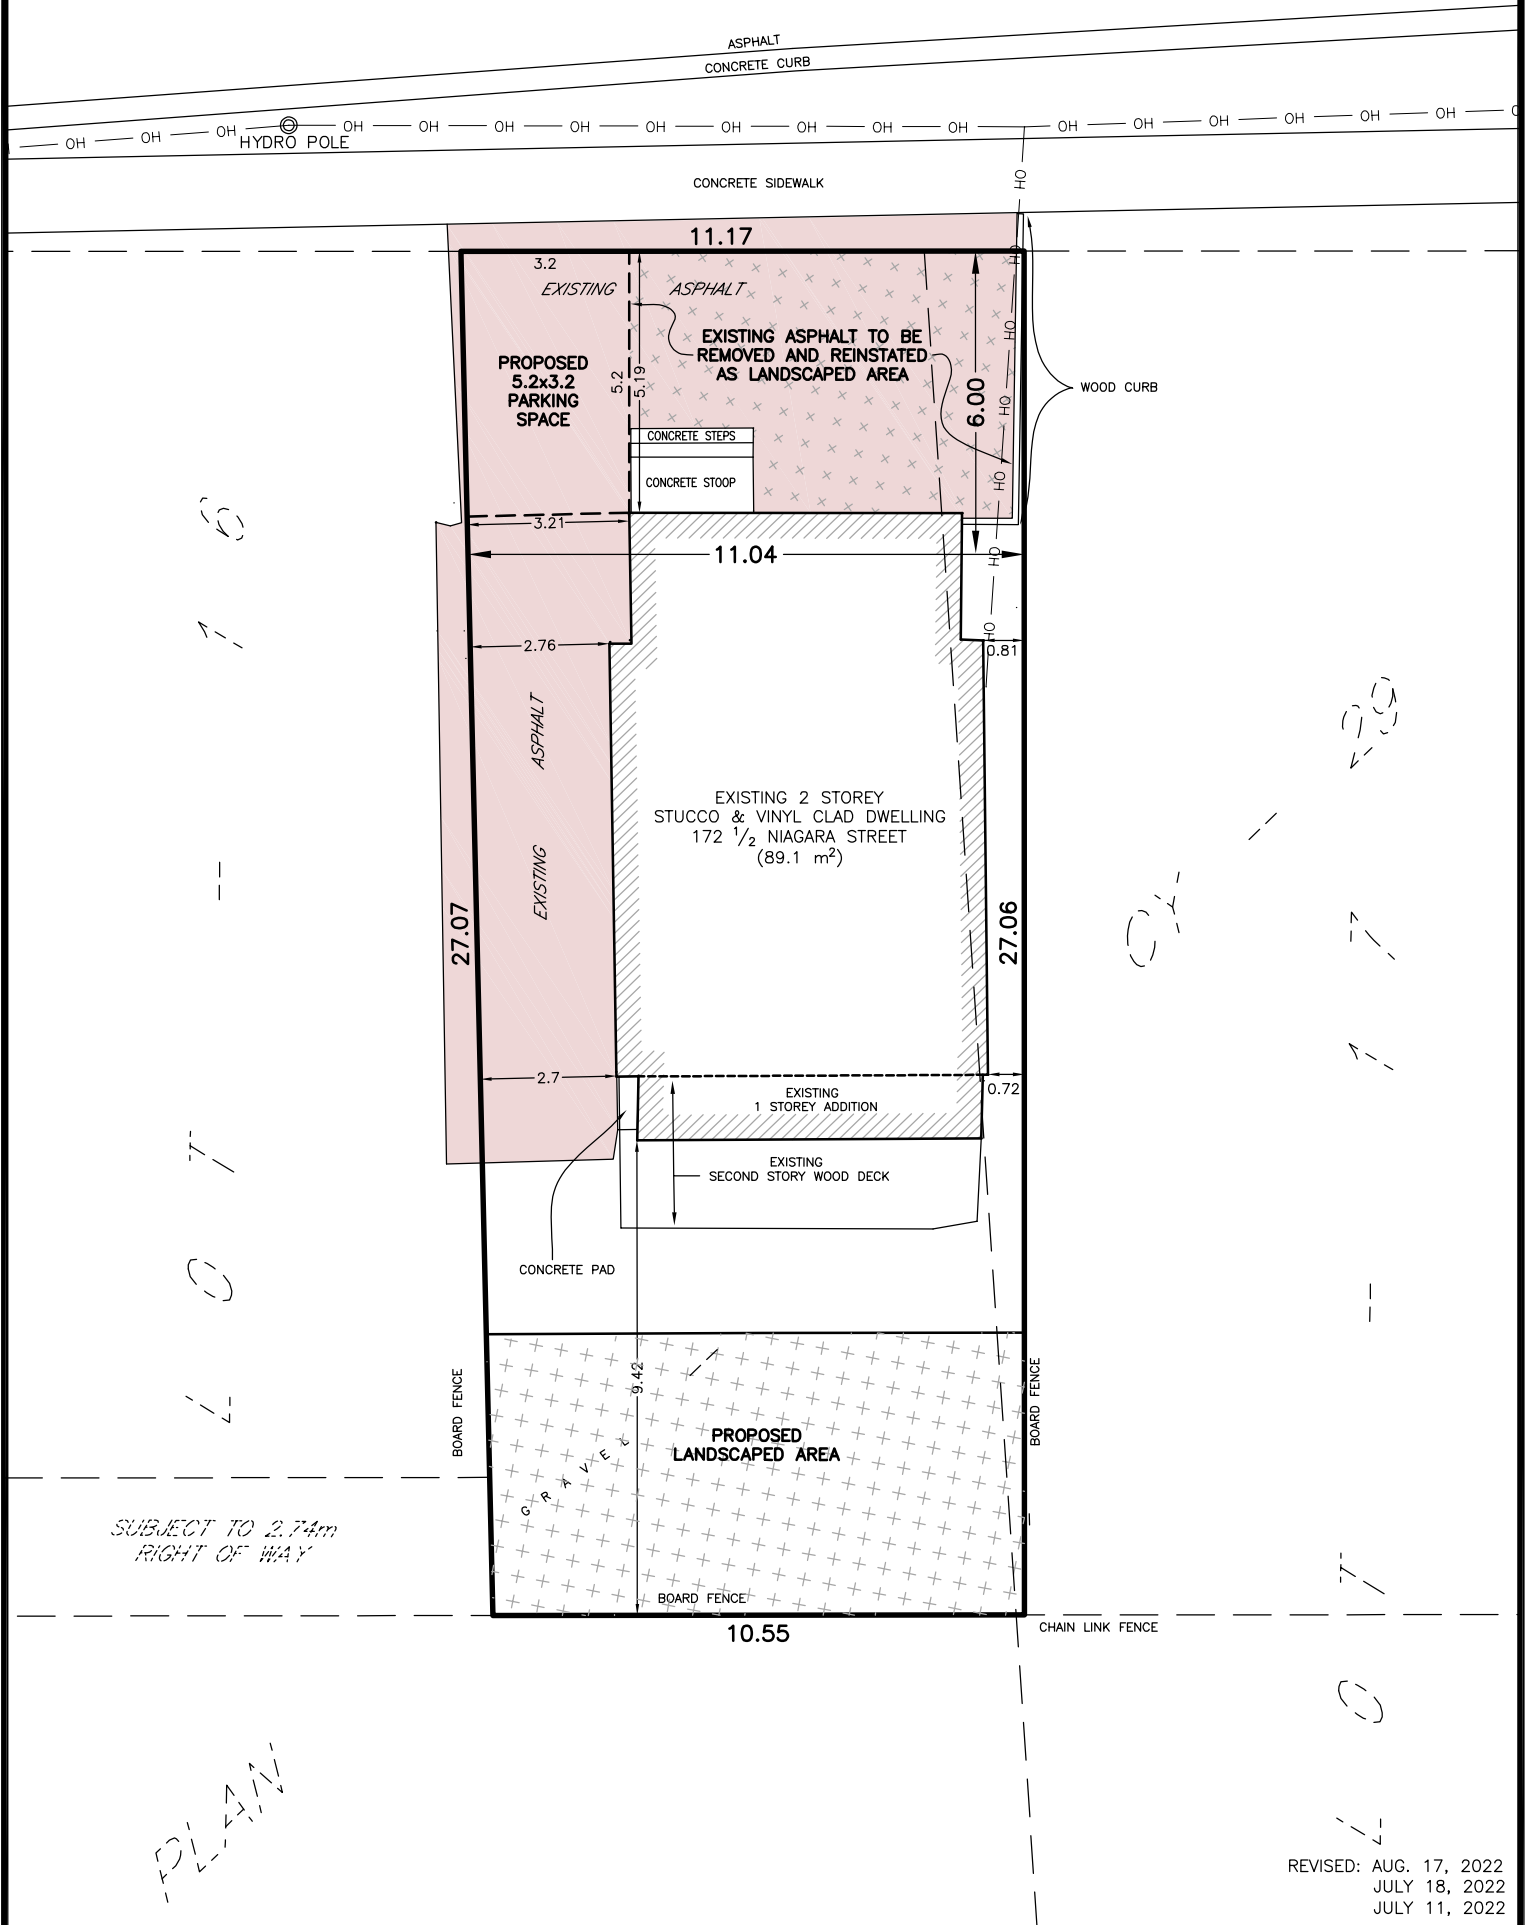 ASPHALT
CONCRETE CURB
OH OH OH OH OH OH OH OH OH OH OH OH OH OH OH OH OH OH
HYDRO POLE
OH
CONCRETE SIDEWALK
11.17
3.2
EXISTING ASPHALT
OH
OH
OH
OH
OH
OH
EXISTING ASPHALT TO BE
REMOVED AND REINSTATED
AS LANDSCAPED AREA
PROPOSED
5.2x3.2
PARKING
SPACE
5.2
5.19
6.00
WOOD CURB
CONCRETE STEPS
CONCRETE STOOP
3.21
11.04
2.76
0.81
EXISTING ASPHALT
EXISTING 2 STOREY
STUCCO & VINYL CLAD DWELLING
172 1/2 NIAGARA STREET
(89.1 m²)
27.07
27.06
2.7
0.72
EXISTING
1 STOREY ADDITION
EXISTING
SECOND STORY WOOD DECK
CONCRETE PAD
9.42
BOARD FENCE
BOARD FENCE
PROPOSED
LANDSCAPED AREA
GRAVEL
BOARD FENCE
10.55
CHAIN LINK FENCE
SUBJECT TO 2.74m
RIGHT OF WAY
LOT - 16
LOT - 17
CY - 29
PLAN
REVISED: AUG. 17, 2022
JULY 18, 2022
JULY 11, 2022